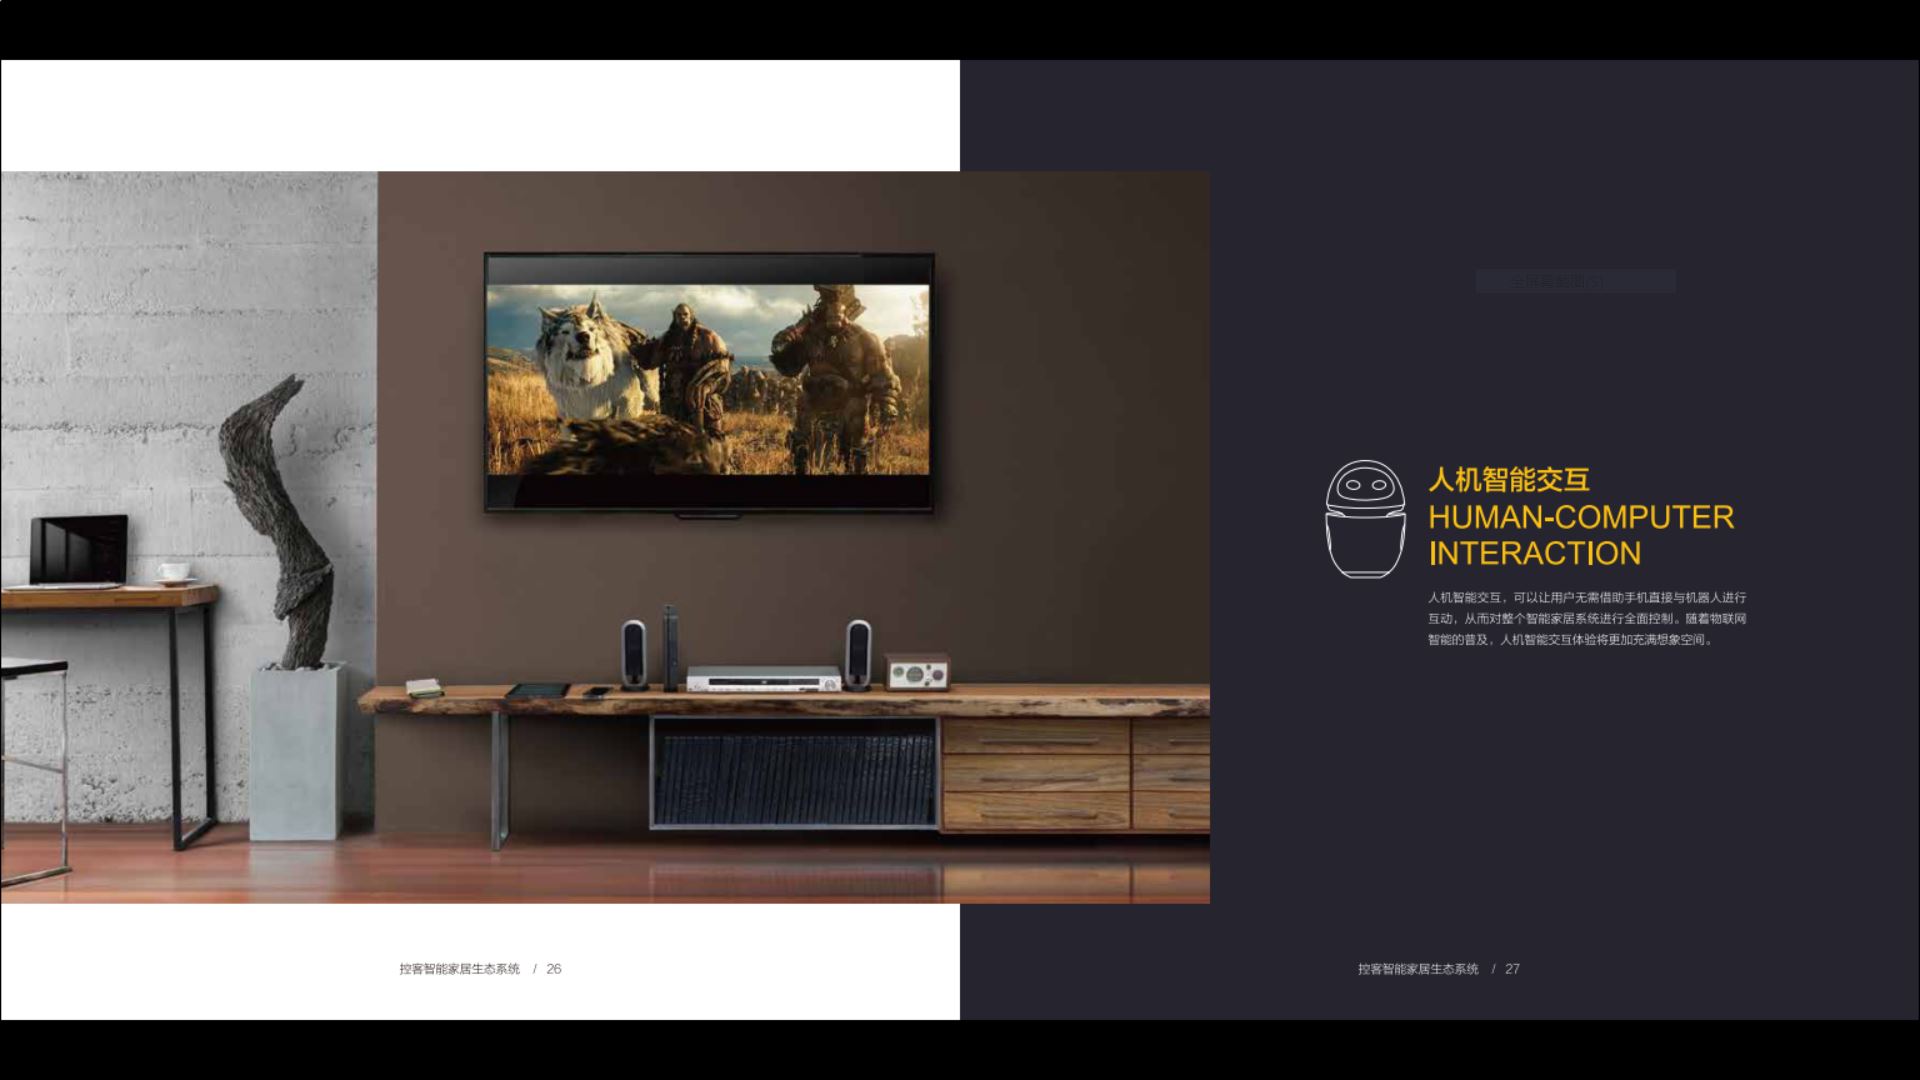 人机智能交互
HUMAN-COMPUTER
INTERACTION
人机智能交互，可以让用户无需借助手机直接与机器人进行
互动，从而对整个智能家居系统进行全面控制。随着物联网
智能的普及，人机智能交互体验将更加充满想象空间。
控客智能家居生态系统 / 26
控客智能家居生态系统 / 27